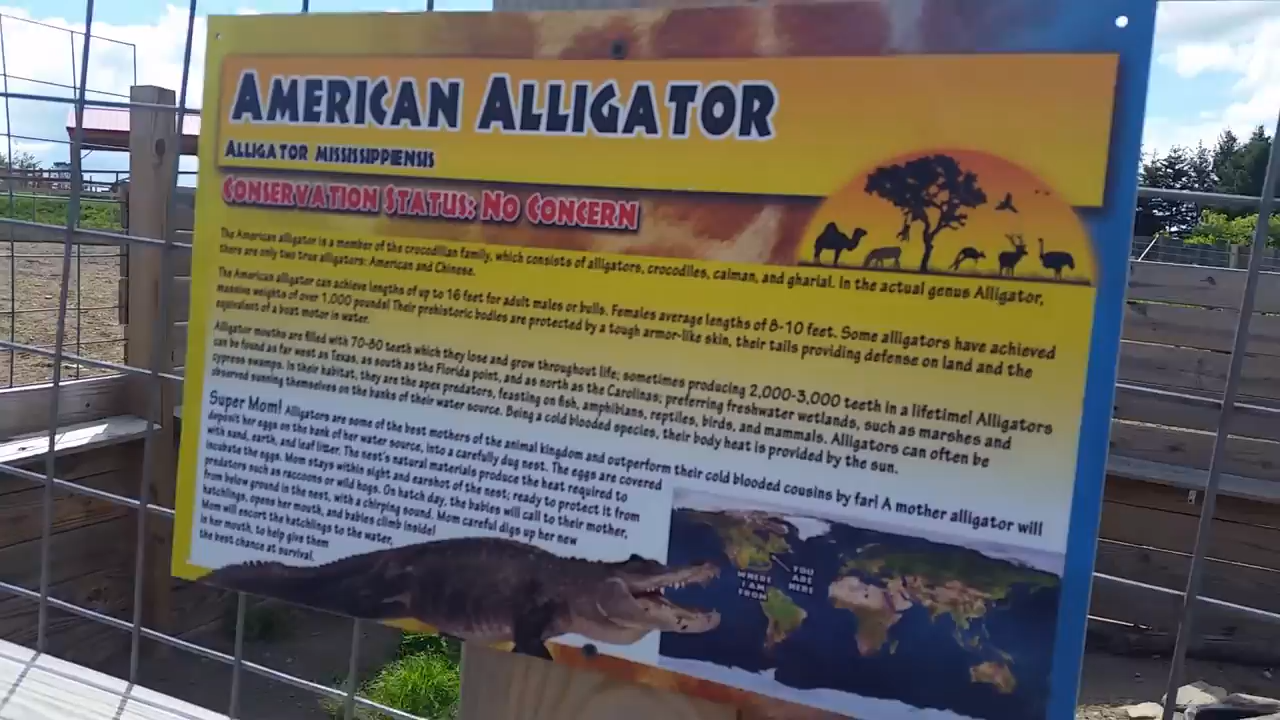 AMERICAN ALLIGATOR
ALLIGATOR MISSISSIPPIENSIS
CONSERVATION STATUS: NO CONCERN
The American alligator is a member of the crocodilian family, which consists of alligators, crocodiles, caiman, and gharial. In the actual genus Alligator,
there are only two true alligators: American and Chinese.
The American alligator can achieve lengths of up to 16 feet for adult males or bulls. Females average lengths of 8-10 feet. Some alligators have achieved
massive weights of over 1,000 pounds! Their prehistoric bodies are protected by a tough armor-like skin, their tails providing defense on land and the
equivalent of a boat motor in water.
Alligator mouths are filled with 70-80 teeth which they lose and grow throughout life; sometimes producing 2,000-3,000 teeth in a lifetime! Alligators
can be found as far west as Texas, as south as the Florida point, and as north as the Carolinas; preferring freshwater wetlands, such as marshes and
cypress swamps. In their habitat, they are the apex predators, feasting on fish, amphibians, reptiles, birds, and mammals. Alligators can often be
observed sunning themselves on the banks of their water source. Being a cold blooded species, their body heat is provided by the sun.
Super Mom! Alligators are some of the best mothers of the animal kingdom and outperform their cold blooded cousins by far! A mother alligator will
deposit her eggs on the bank of her water source, into a carefully dug nest. The eggs are covered
with sand, earth, and leaf litter. The nest's natural materials produce the heat required to
incubate the eggs. Mom stays within sight and earshot of the nest; ready to protect it from
predators such as raccoons or wild hogs. On hatch day, the babies will call to their mother,
from below ground in the nest, with a chirping sound. Mom careful digs up her new
hatchlings, opens her mouth, and babies climb inside!
Mom will escort the hatchlings to the water,
in her mouth, to help give them
the best chance at survival.
WHERE
I AM
FROM
YOU
ARE
HERE